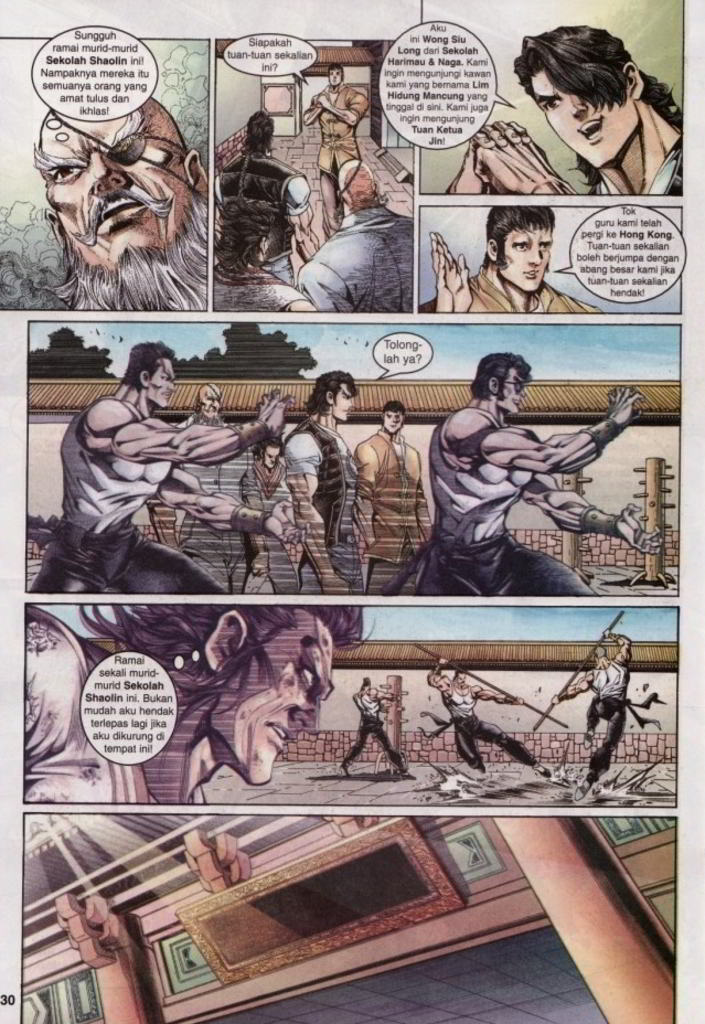 Sungguh
ramai murid-murid
Sekolah Shaolin ini!
Nampaknya mereka itu
semuanya orang yang
amat tulus dan
ikhlas!
Siapakah
tuan-tuan sekalian
ini?
Aku
ini Wong Siu
Long dari Sekolah
Harimau & Naga. Kami
ingin mengunjungi kawan
kami yang bernama Lim
Hidung Mancung yang
tinggal di sini. Kami juga
ingin mengunjung
Tuan Ketua
Jin!
Tok
guru kami telah
pergi ke Hong Kong.
Tuan-tuan sekalian
boleh berjumpa dengan
abang besar kami jika
tuan-tuan sekalian
hendak!
Tolong-
lah ya?
Ramai
sekali murid-
murid Sekolah
Shaolin ini. Bukan
mudah aku hendak
terlepas lagi jika
aku dikurung di
tempat ini!
30